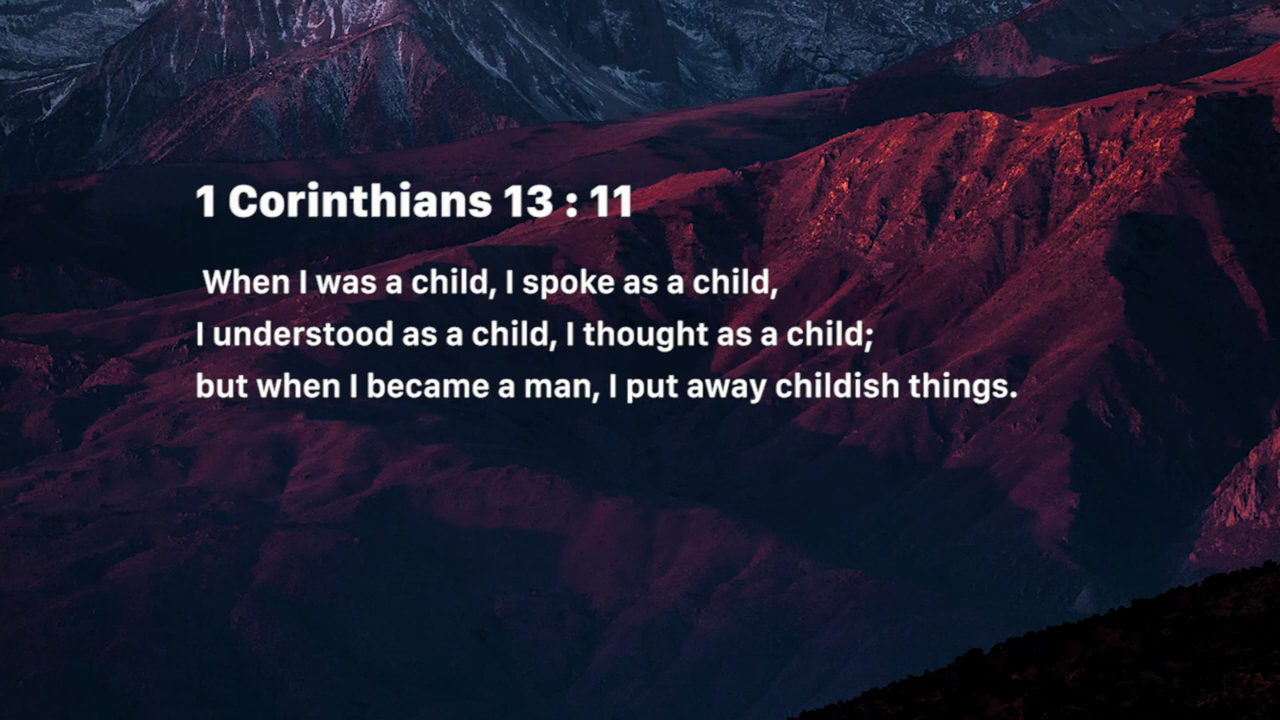 1 Corinthians 13 : 11
When I was a child, I spoke as a child,
I understood as a child, I thought as a child;
but when I became a man, I put away childish things.